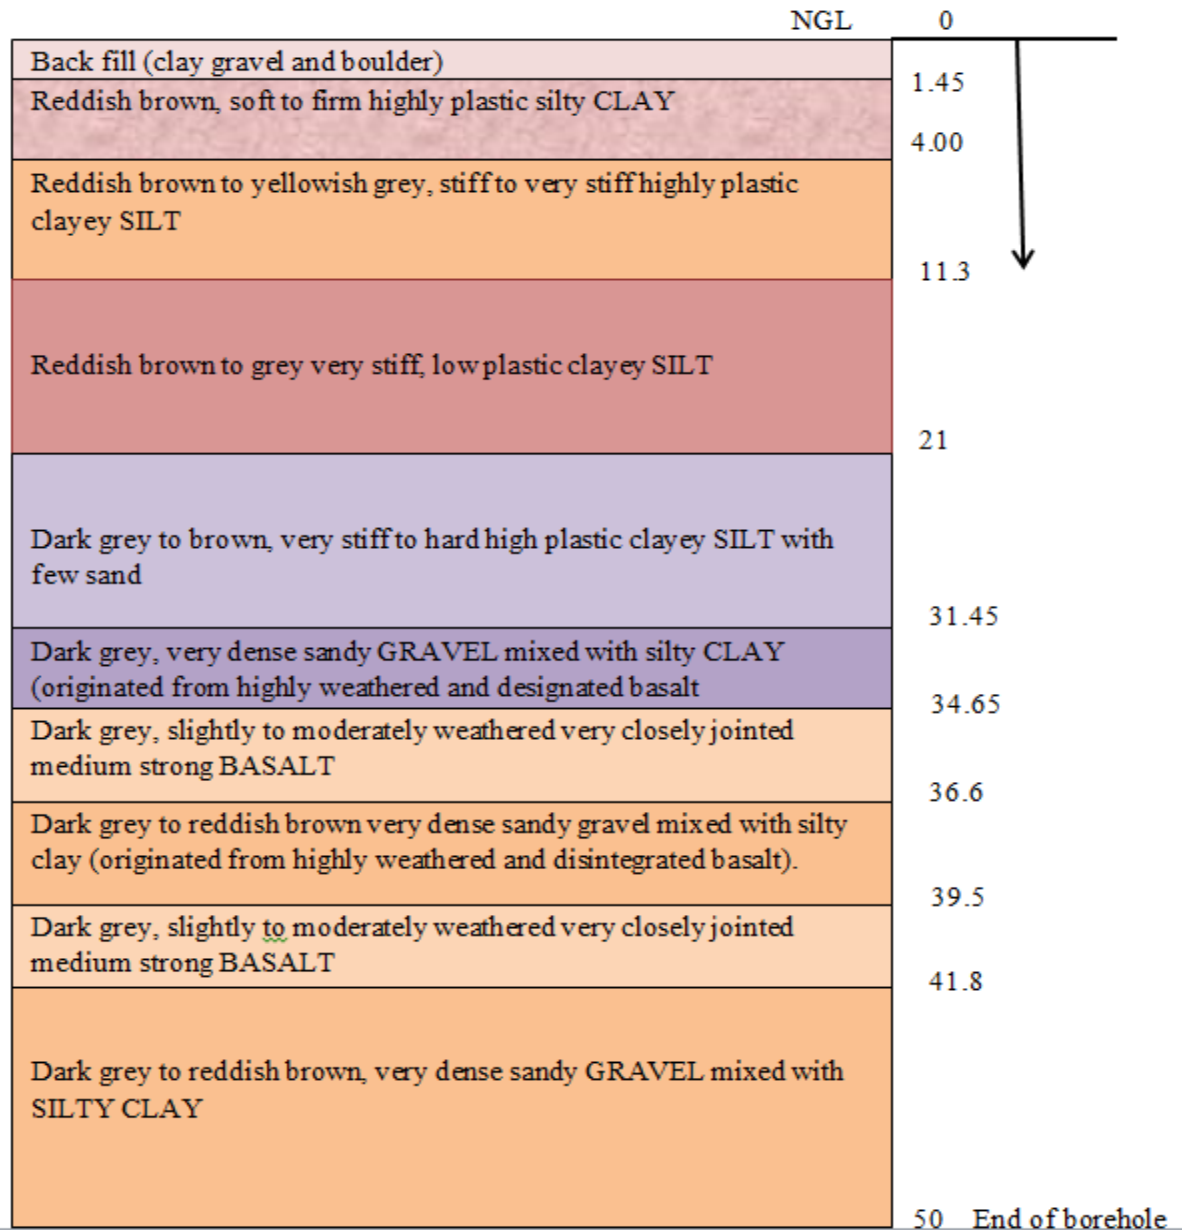 NGL 0
Back fill (clay gravel and boulder)
1.45
Reddish brown, soft to firm highly plastic silty CLAY
4.00
Reddish brown to yellowish grey, stiff to very stiff highly plastic
clayey SILT
11.3
Reddish brown to grey very stiff, low plastic clayey SILT
21
Dark grey to brown, very stiff to hard high plastic clayey SILT with
few sand
31.45
Dark grey, very dense sandy GRAVEL mixed with silty CLAY
(originated from highly weathered and designated basalt
34.65
Dark grey, slightly to moderately weathered very closely jointed
medium strong BASALT
36.6
Dark grey to reddish brown very dense sandy gravel mixed with silty
clay (originated from highly weathered and disintegrated basalt).
39.5
Dark grey, slightly to moderately weathered very closely jointed
medium strong BASALT
41.8
Dark grey to reddish brown, very dense sandy GRAVEL mixed with
SILTY CLAY
50 End of borehole